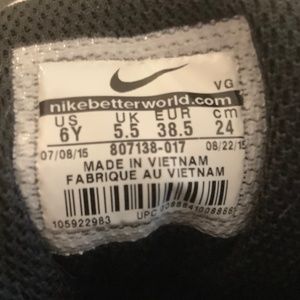 VG
nikebetterworld.com
US UK EUR cm
6Y 5.5 38.5 24
07/08/15 807138-017 08/22/15
MADE IN VIETNAM
FABRIQUE AU VIETNAM
105922983 UPC